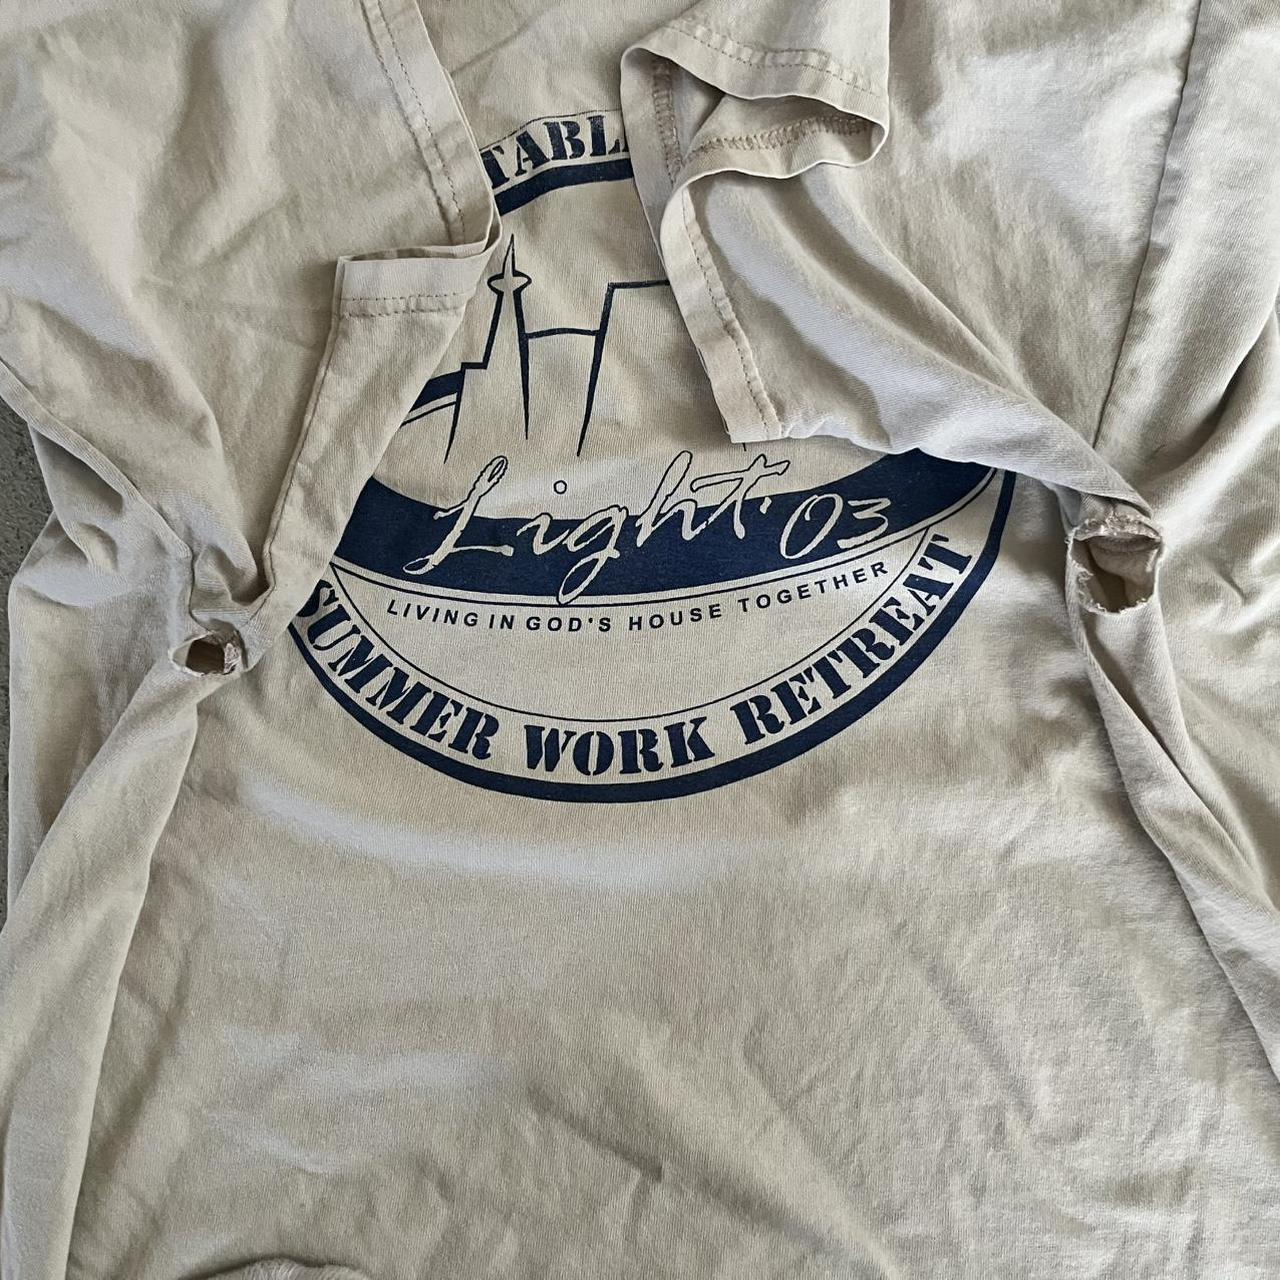 TABL
Light '03
LIVING IN GOD'S HOUSE TOGETHER
SUMMER WORK RETREAT